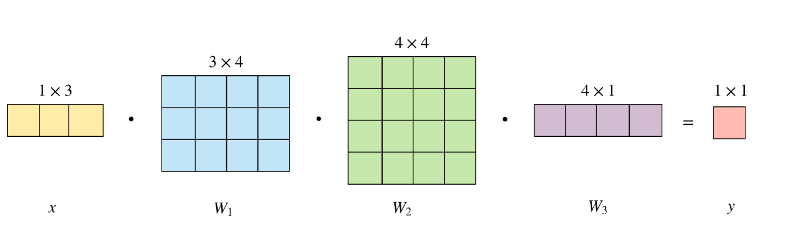 1 × 3
3 × 4
4 × 4
4 × 1
1 × 1
· · · =
x W₁ W₂ W₃ y